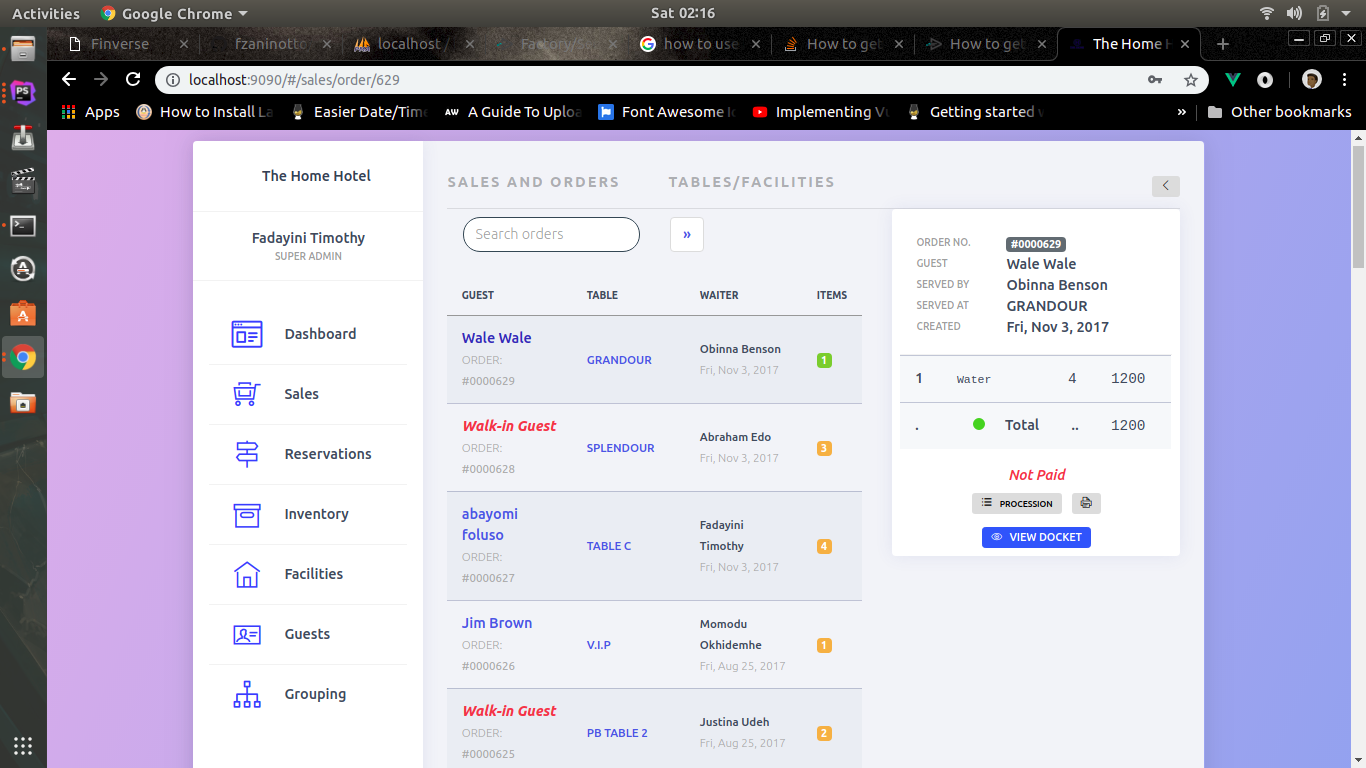 Activities Google Chrome Sat 02:16
Finverse fzaninotto localhost / how to use How to get How to get The Home H
localhost:9090/#/sales/order/629
Apps How to Install La Easier Date/Time A Guide To Uploa Font Awesome Ic Implementing Vu Getting started w » Other bookmarks
The Home Hotel
Fadayini Timothy
SUPER ADMIN
Dashboard
Sales
Reservations
Inventory
Facilities
Guests
Grouping
SALES AND ORDERS TABLES/FACILITIES
Search orders »
GUEST TABLE WAITER ITEMS
Wale Wale
ORDER:
#0000629
GRANDOUR
Obinna Benson
Fri, Nov 3, 2017
1
Walk-in Guest
ORDER:
#0000628
SPLENDOUR
Abraham Edo
Fri, Nov 3, 2017
3
abayomi
foluso
ORDER:
#0000627
TABLE C
Fadayini
Timothy
Fri, Nov 3, 2017
4
Jim Brown
ORDER:
#0000626
V.I.P
Momodu
Okhidemhe
Fri, Aug 25, 2017
1
Walk-in Guest
ORDER:
#0000625
PB TABLE 2
Justina Udeh
Fri, Aug 25, 2017
2
ORDER NO. #0000629
GUEST Wale Wale
SERVED BY Obinna Benson
SERVED AT GRANDOUR
CREATED Fri, Nov 3, 2017
1 Water 4 1200
. Total .. 1200
Not Paid
PROCESSION
VIEW DOCKET